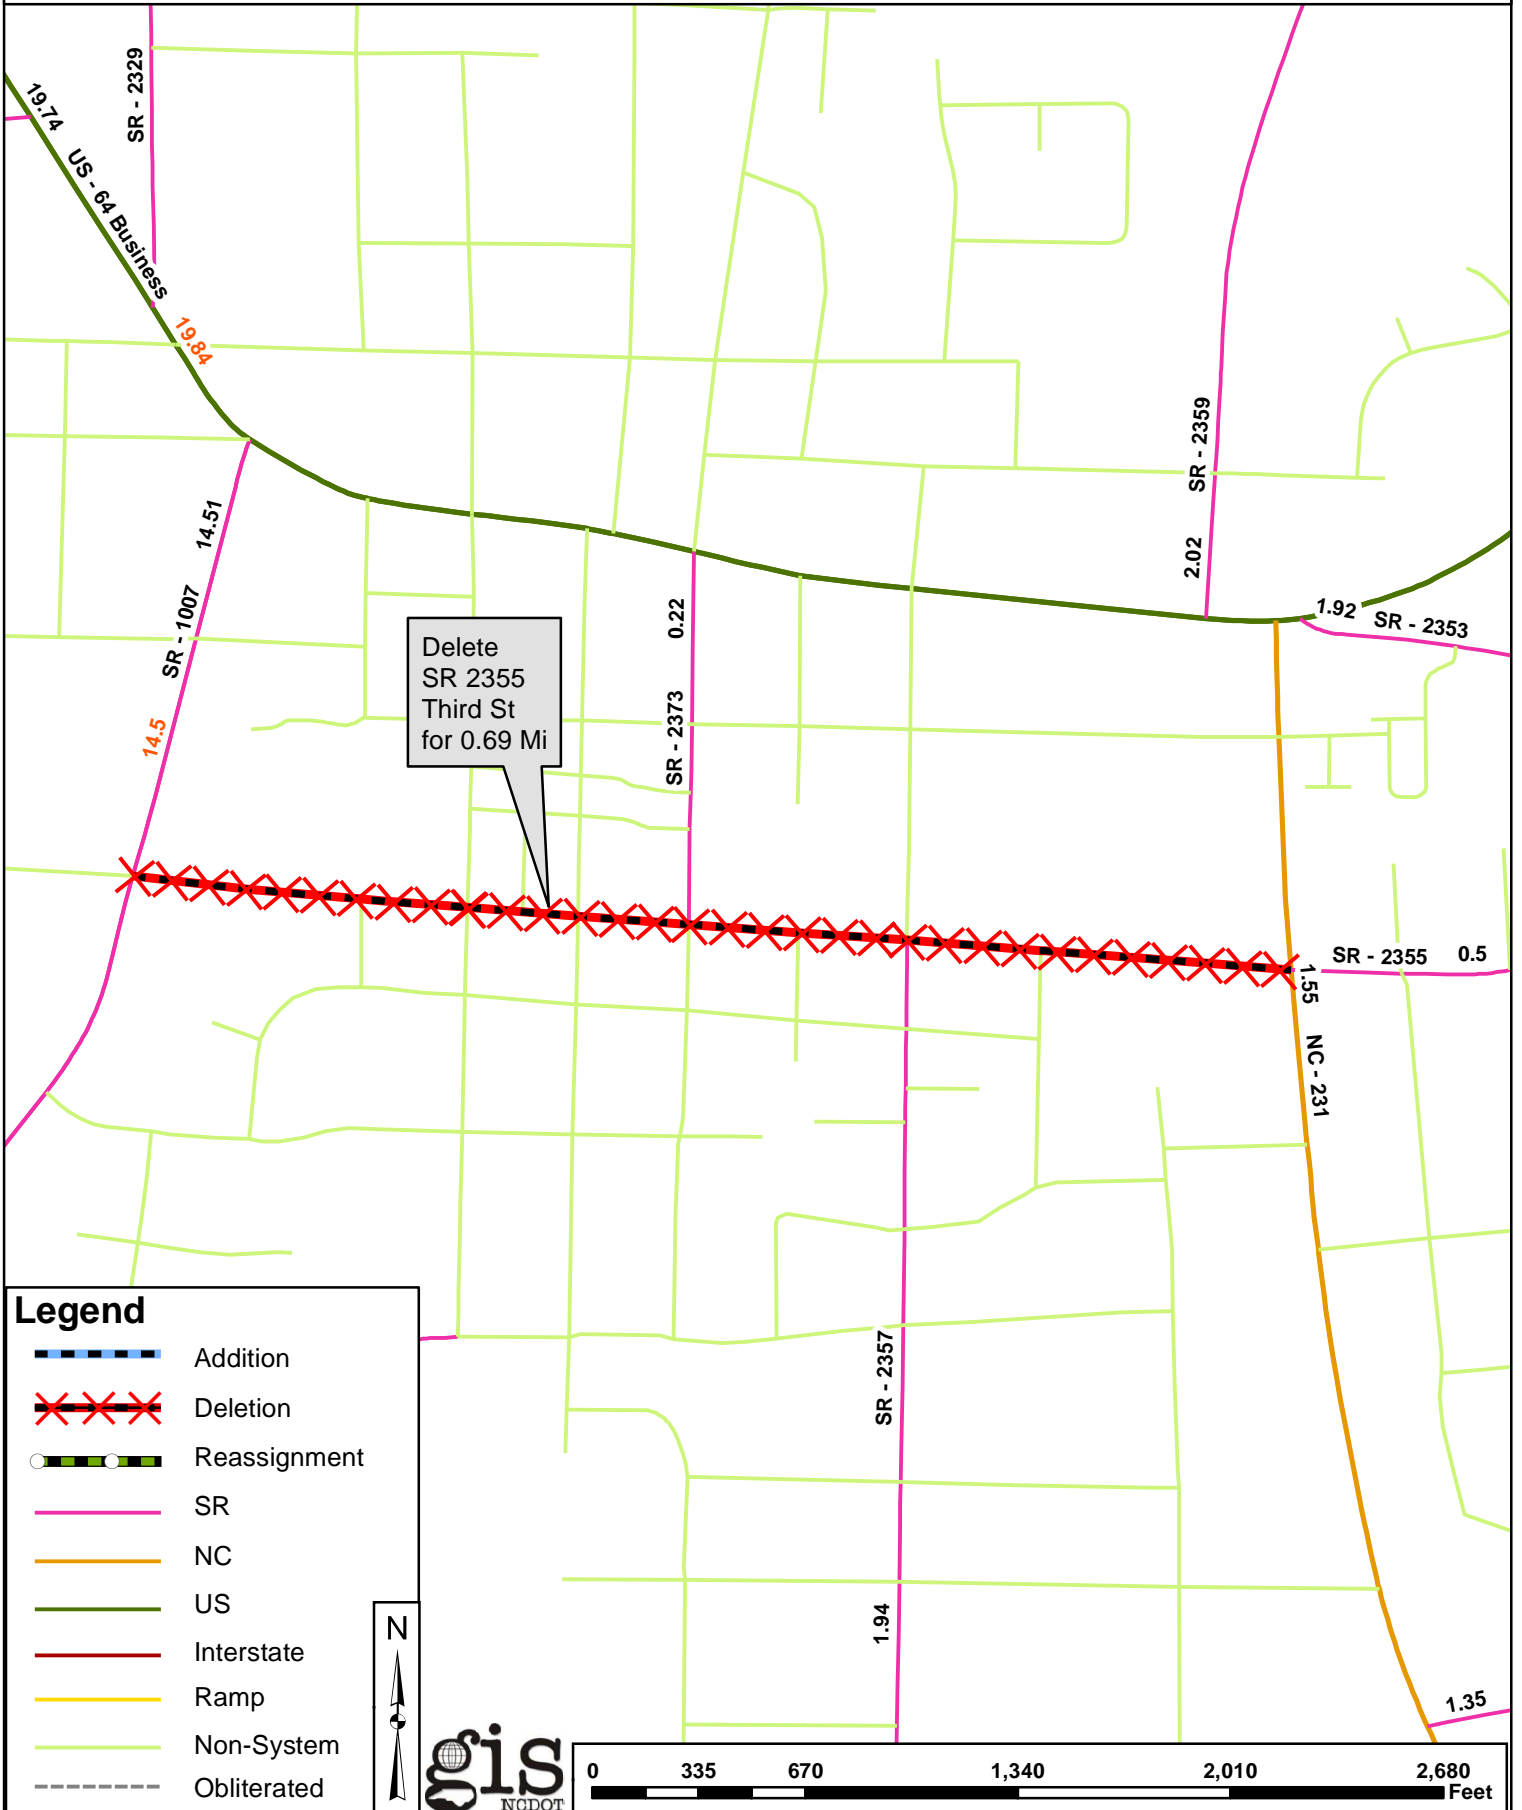 SR - 2329
19.74
US - 64 Business
19.84
SR - 2359
2.02
14.51
SR - 1007
14.5
0.22
SR - 2373
1.92 SR - 2353
Delete
SR 2355
Third St
for 0.69 Mi
SR - 2355 0.5
1.55
NC - 231
SR - 2357
1.94
1.35
Legend
Addition
Deletion
Reassignment
SR
NC
US
Interstate
Ramp
Non-System
Obliterated
N
gis
NCDOT
0 335 670 1,340 2,010 2,680
Feet